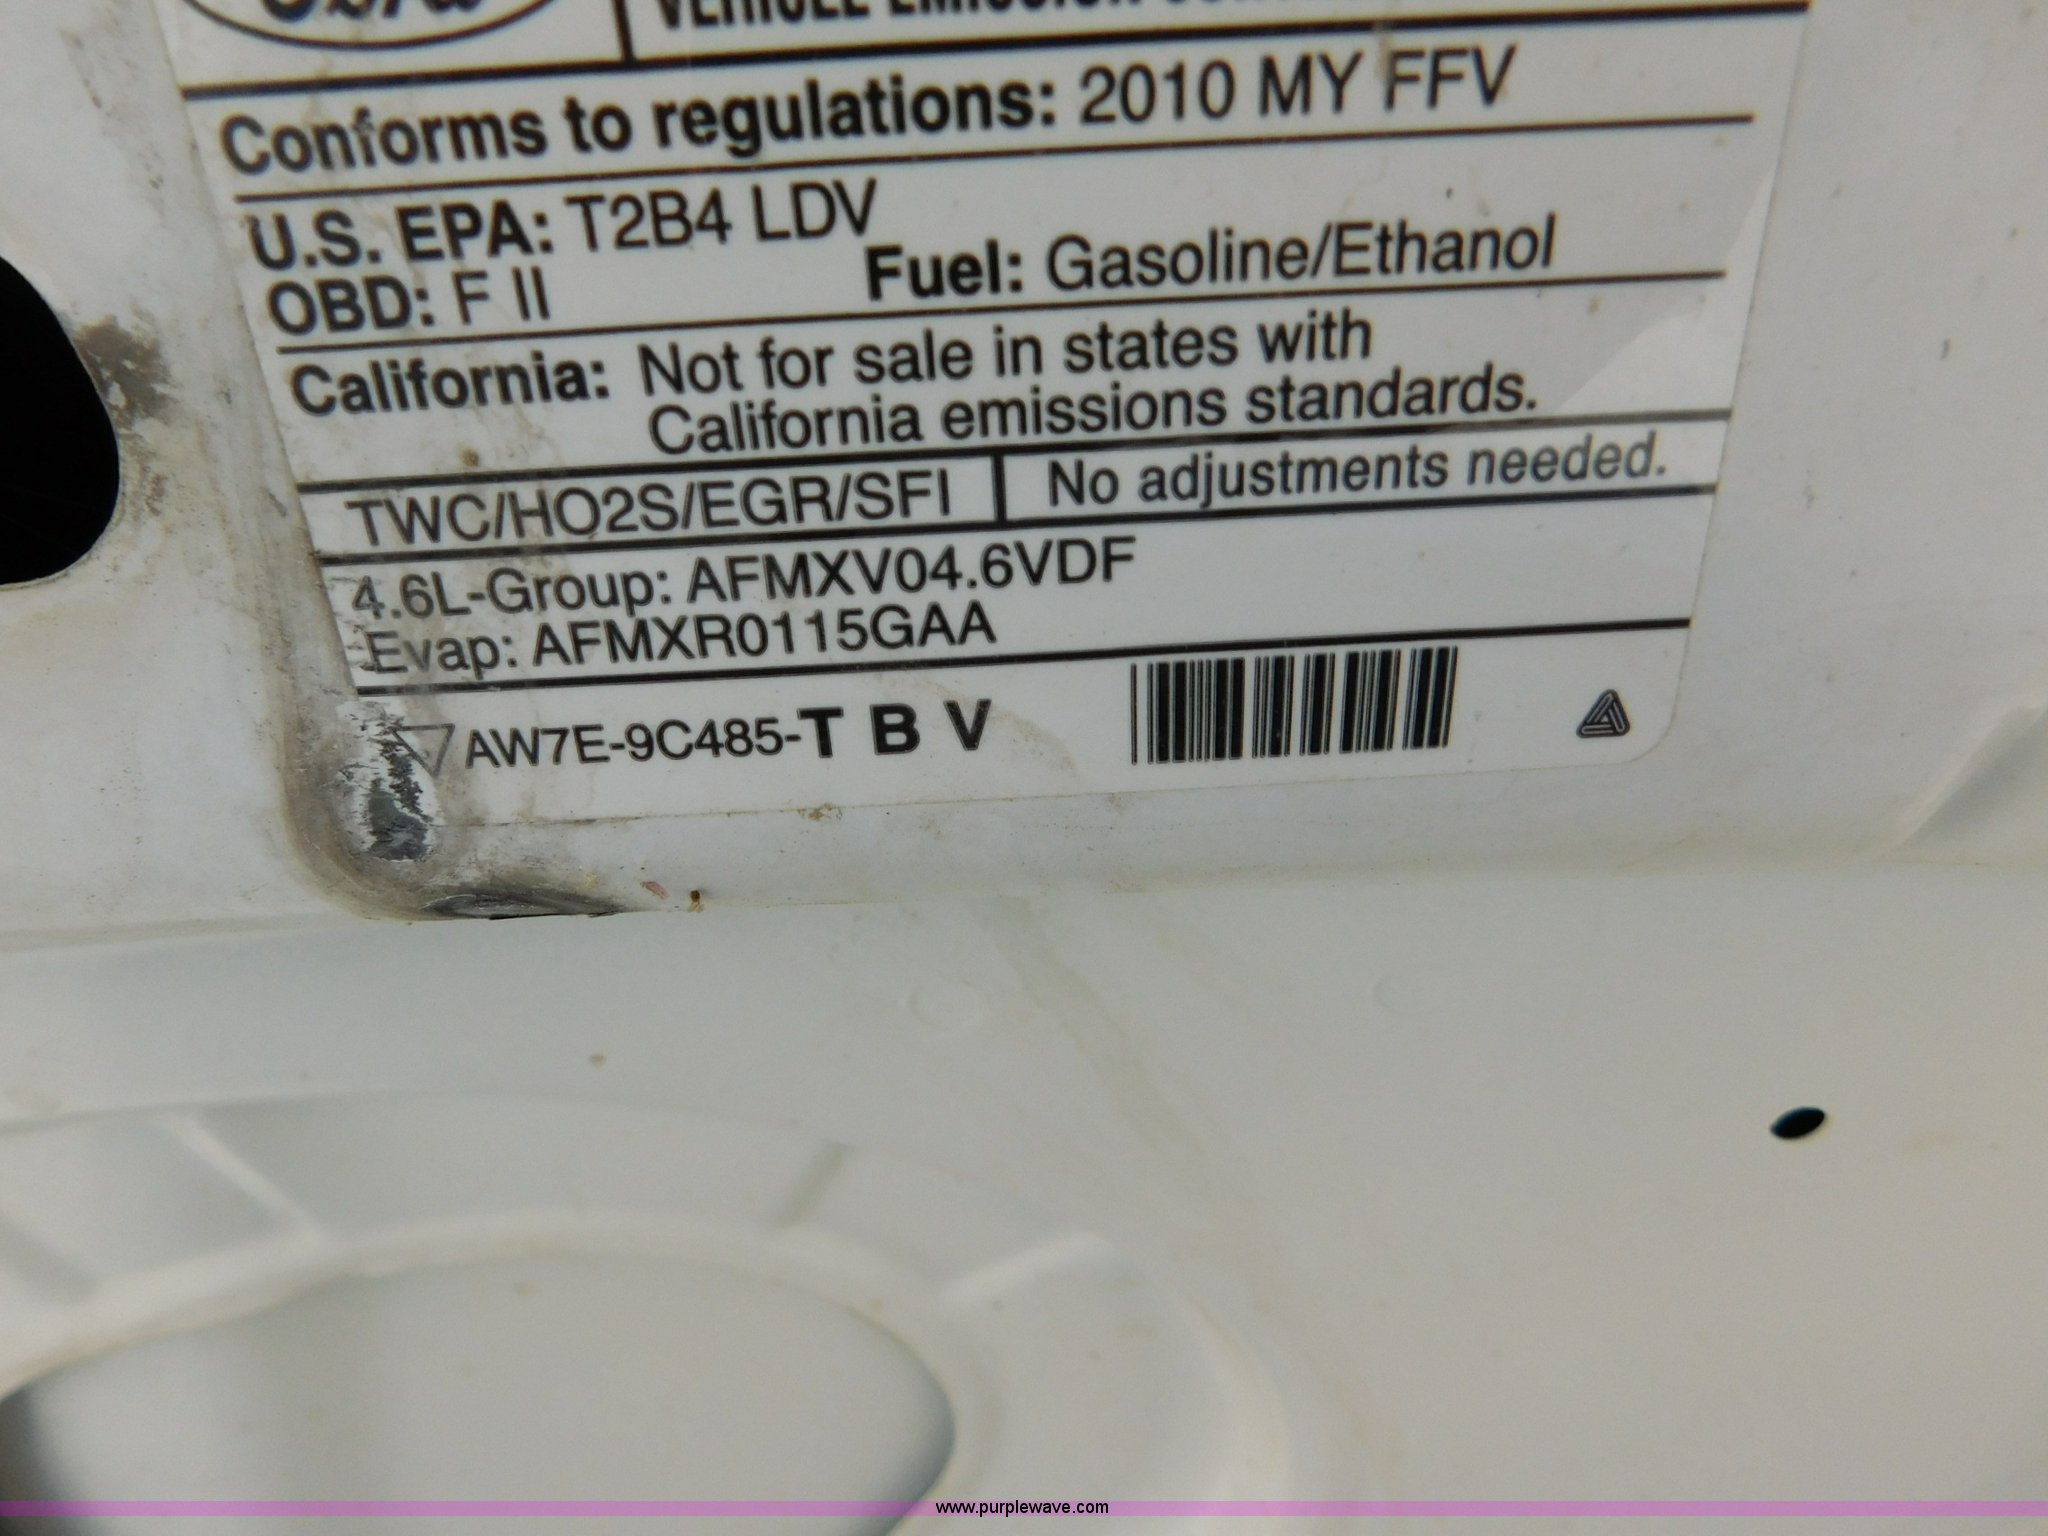 VEHICLE EMISSION
Conforms to regulations: 2010 MY FFV
U.S. EPA: T2B4 LDV
OBD: F II Fuel: Gasoline/Ethanol
California: Not for sale in states with
California emissions standards.
TWC/HO2S/EGR/SFI No adjustments needed.
4.6L-Group: AFMXV04.6VDF
Evap: AFMXR0115GAA
AW7E-9C485-T B V
www.purplewave.com